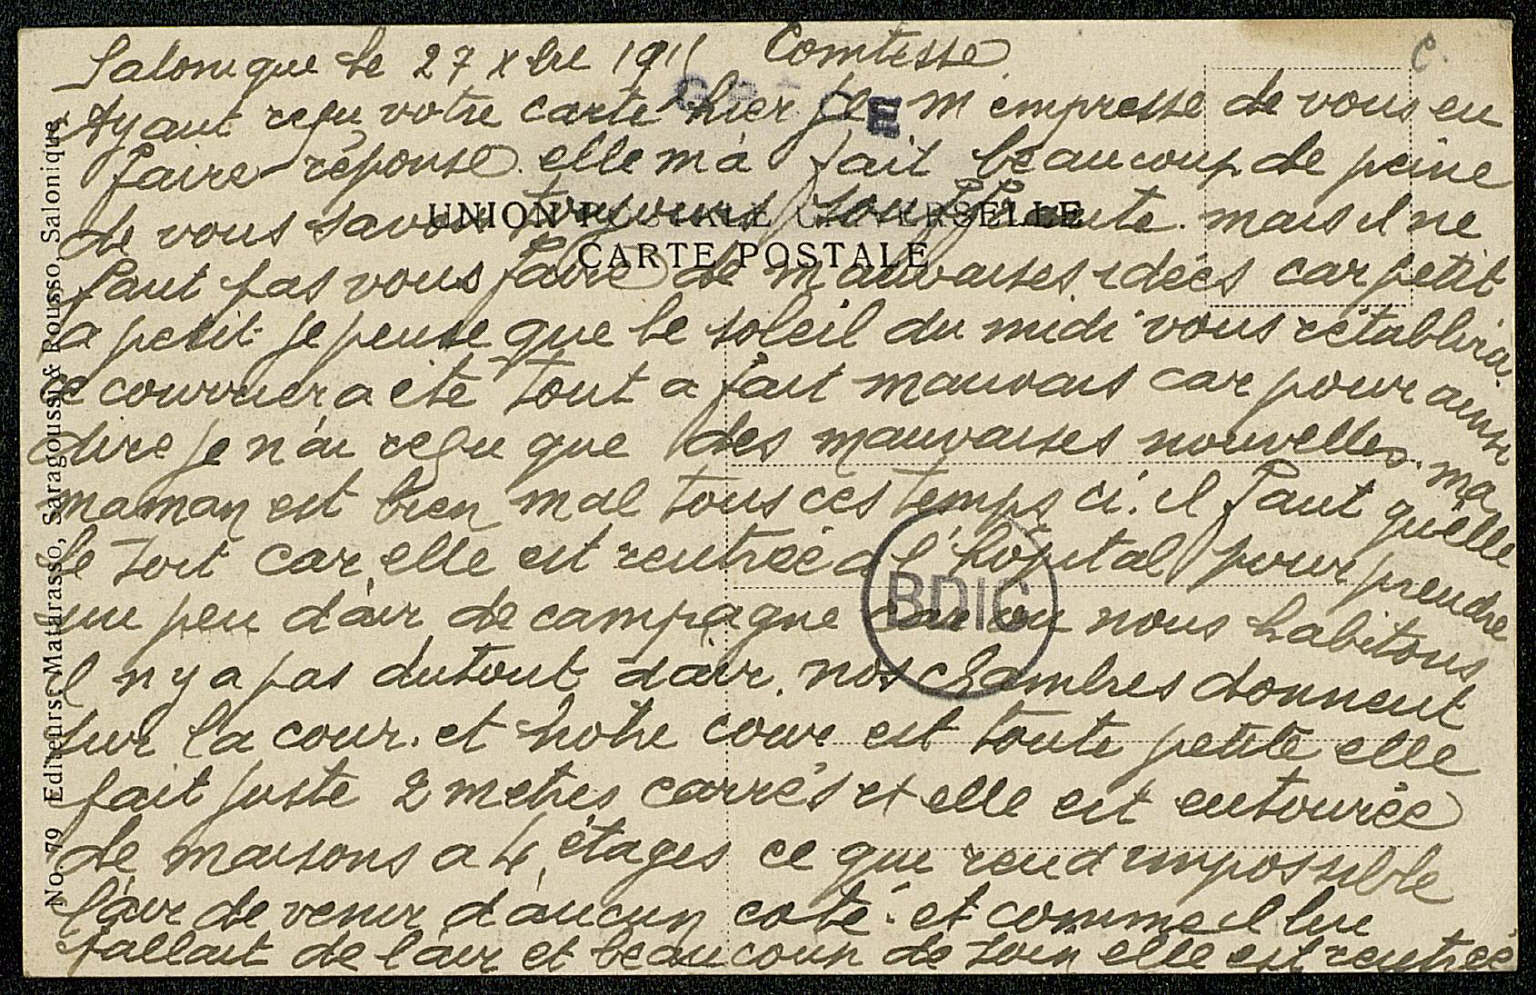 Salonique le 27 Xbre 1911 Comtesse.
Ayant reçu votre carte hier je m empresse de vous en
faire réponse. elle m'a fait beaucoup de peine
de vous savoir toujours souffrante. mais il ne
faut pas vous faire de mauvaises idées car petit
a petit je pense que le soleil du midi vous rétablira.
ce courrier a été tout a fait mauvais car pour ainsi
dire je n'ai reçu que des mauvaises nouvelles. ma
maman est bien mal tous ces temps ci. il faut quelle
le soit car elle est rentrée a l'hôpital pour prendre
un peu d'air de campagne car ou nous habitons
il n y a pas dutout d'air. nos chambres donnent
sur la cour. et notre cour est toute petite elle
fait juste 2 metres carrés et elle est entourée
de maisons a 4 étages ce que rend impossible
l'air de venir d'aucun coté. et comme il lui
fallait de l'air et beaucoup de soin elle est rentrée
UNION POSTALE UNIVERSELLE
CARTE POSTALE
GRÈCE
BDIC
C.
No. 79 Editeurs: Matarasso, Saragoussi & Rousso, Salonique